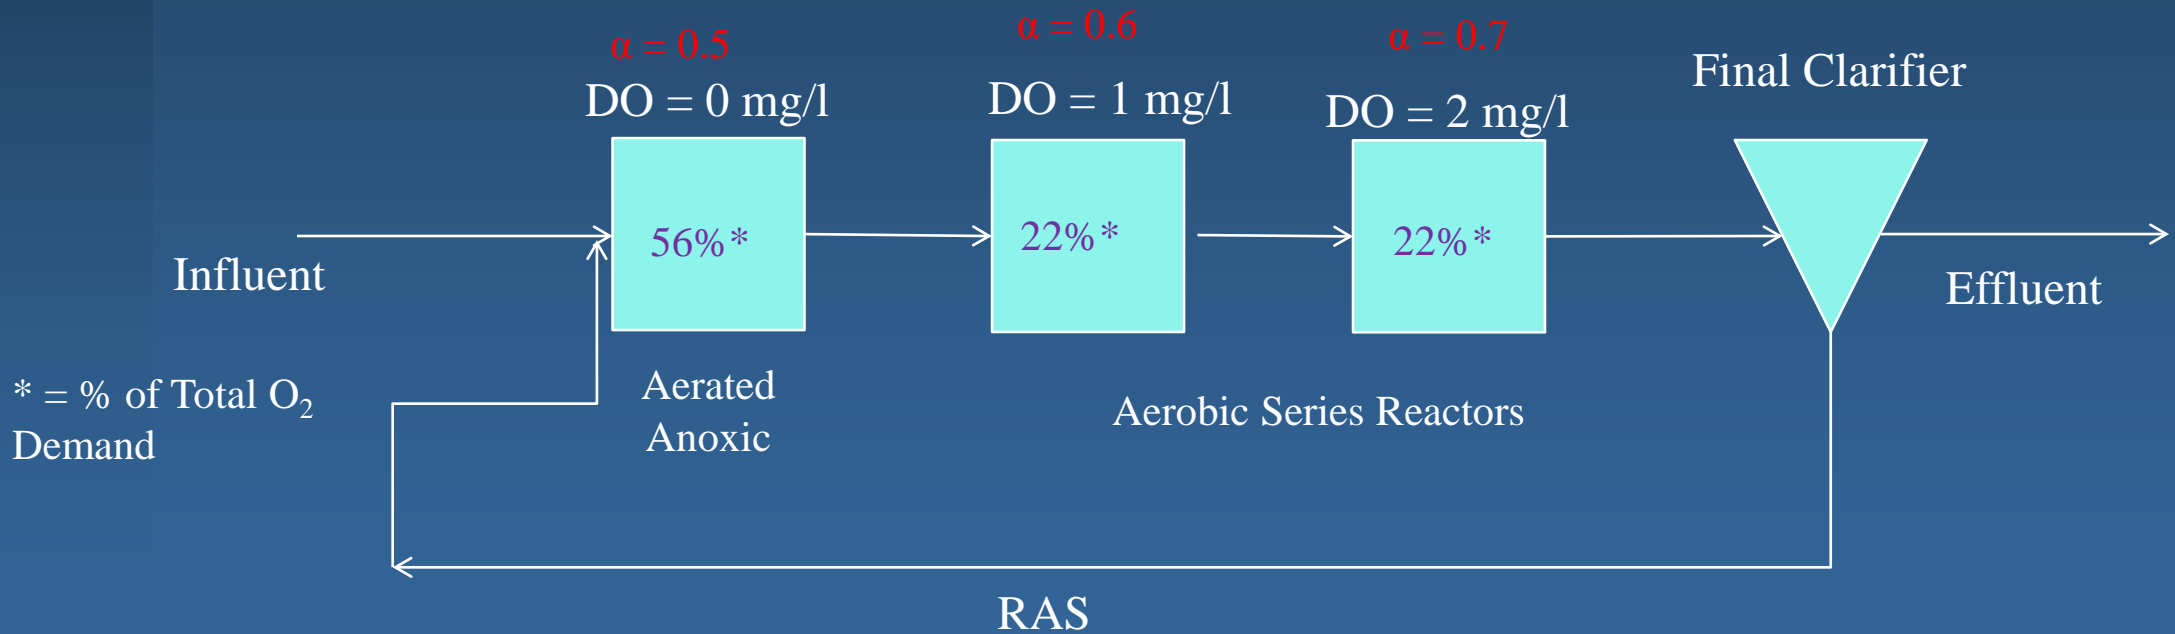 α = 0.5
DO = 0 mg/l
α = 0.6
DO = 1 mg/l
α = 0.7
DO = 2 mg/l
Final Clarifier
56%*
22%*
22%*
Influent
Effluent
* = % of Total O₂
Demand
Aerated
Anoxic
Aerobic Series Reactors
RAS